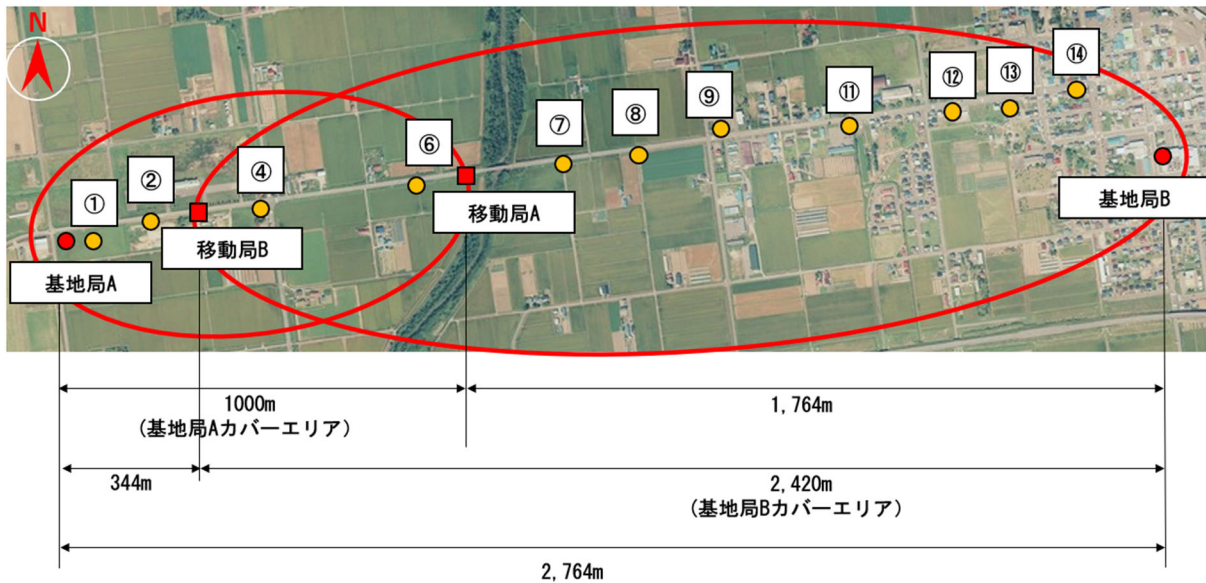 N
①
②
④
⑥
⑦
⑧
⑨
⑪
⑫
⑬
⑭
基地局A
移動局B
移動局A
基地局B
1000m
(基地局Aカバーエリア)
1,764m
344m
2,420m
(基地局Bカバーエリア)
2,764m